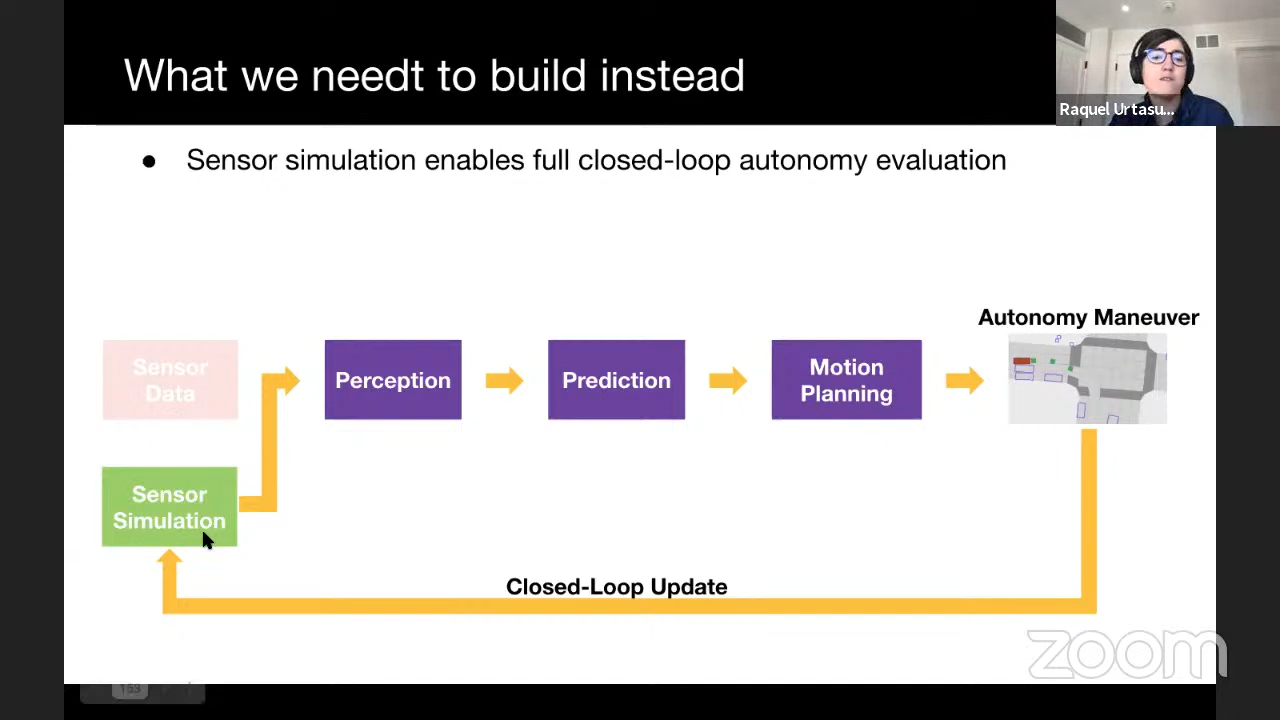 What we needt to build instead
Raquel Urtasu...
● Sensor simulation enables full closed-loop autonomy evaluation
Autonomy Maneuver
Sensor
Data
Perception
Prediction
Motion
Planning
Sensor
Simulation
Closed-Loop Update
zoom
153